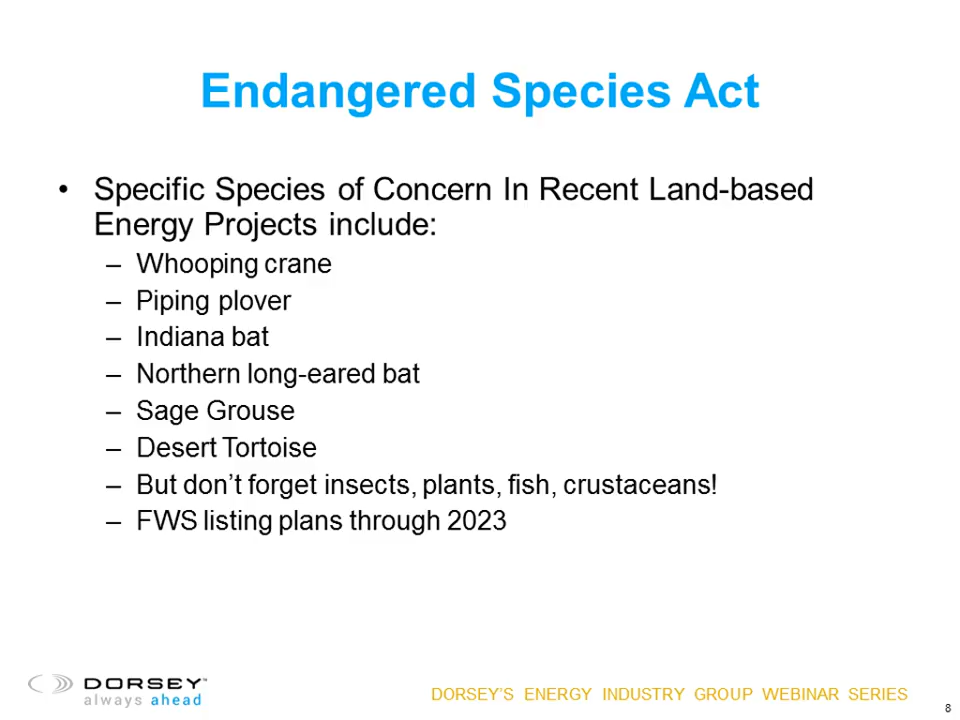 Endangered Species Act
• Specific Species of Concern In Recent Land-based
Energy Projects include:
– Whooping crane
– Piping plover
– Indiana bat
– Northern long-eared bat
– Sage Grouse
– Desert Tortoise
– But don’t forget insects, plants, fish, crustaceans!
– FWS listing plans through 2023
DORSEY™
always ahead
DORSEY’S ENERGY INDUSTRY GROUP WEBINAR SERIES
8